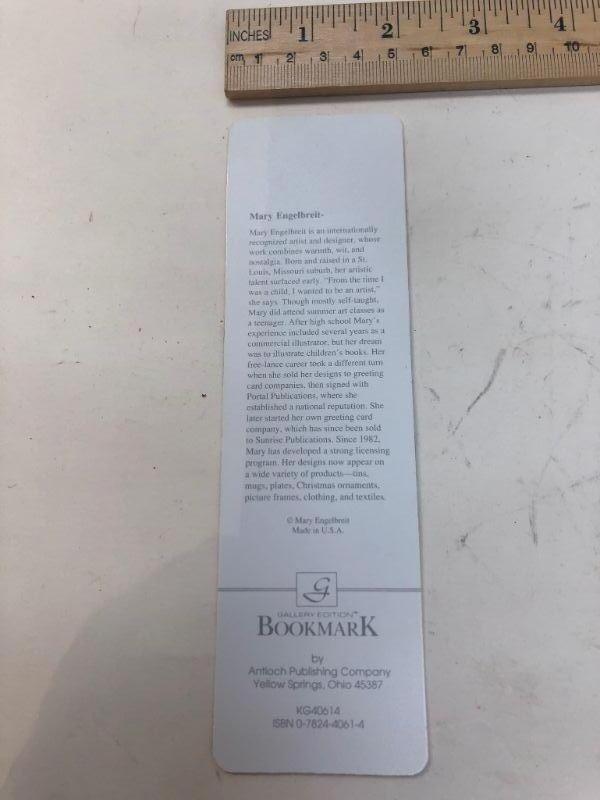 INCHES 1 2 3 4
cm 1 2 3 4 5 6 7 8 9 10
Mary Engelbreit-
Mary Engelbreit is an internationally
recognized artist and designer, whose
work combines warmth, wit, and
nostalgia. Born and raised in a St.
Louis, Missouri suburb, her artistic
talent surfaced early. "From the time I
was a child, I wanted to be an artist,"
she says. Though mostly self-taught,
Mary did attend summer art classes as
a teenager. After high school Mary's
experience included several years as a
commercial illustrator, but her dream
was to illustrate children's books. Her
free-lance career took a different turn
when she sold her designs to greeting
card companies, then signed with
Portal Publications, where she
established a national reputation. She
later started her own greeting card
company, which has since been sold
to Sunrise Publications. Since 1982,
Mary has developed a strong licensing
program. Her designs now appear on
a wide variety of products—tins,
mugs, plates, Christmas ornaments,
picture frames, clothing, and textiles.
© Mary Engelbreit
Made in U.S.A.
G
GALLERY EDITION™
BOOKMARK
by
Antioch Publishing Company
Yellow Springs, Ohio 45387
KG40614
ISBN 0-7824-4061-4